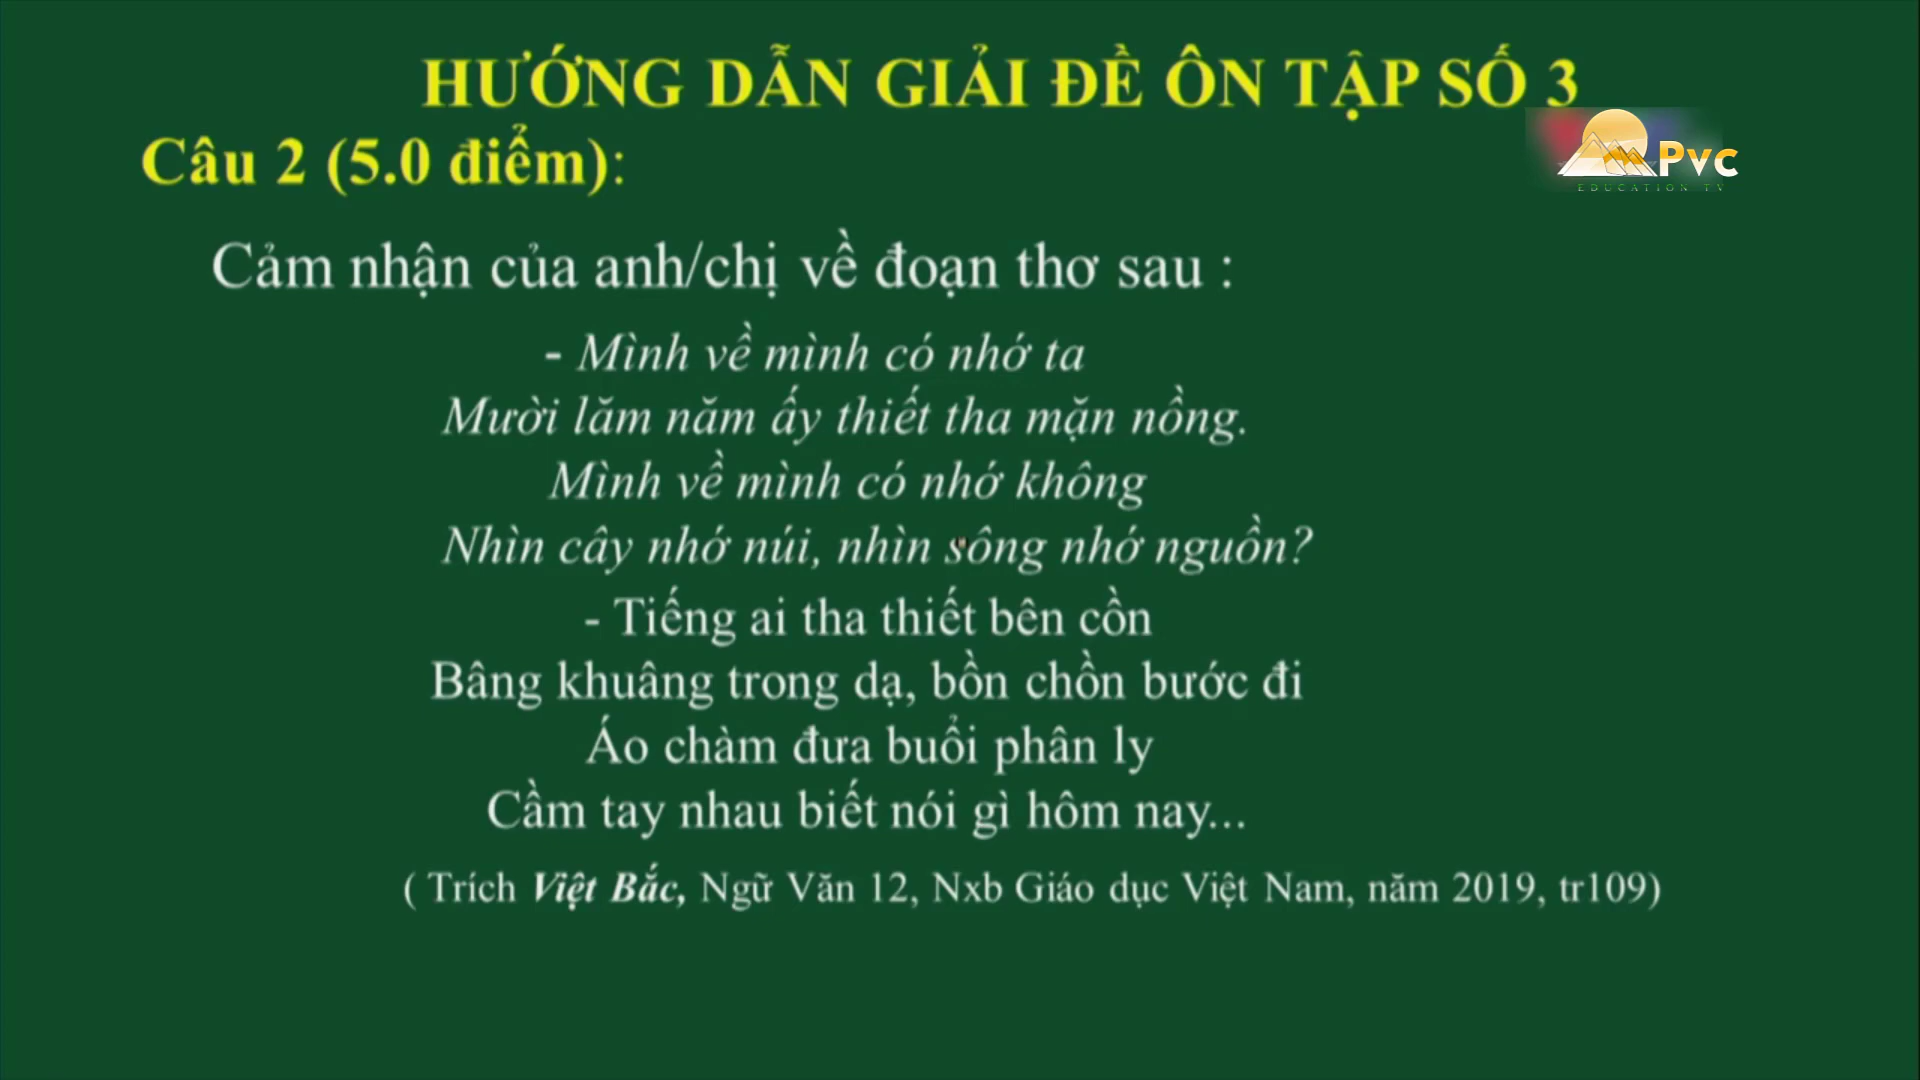 HƯỚNG DẪN GIẢI ĐỀ ÔN TẬP SỐ 3
Pvc
EDUCATION TV
Câu 2 (5.0 điểm):
Cảm nhận của anh/chị về đoạn thơ sau :
- Mình về mình có nhớ ta
Mười lăm năm ấy thiết tha mặn nồng.
Mình về mình có nhớ không
Nhìn cây nhớ núi, nhìn sông nhớ nguồn?
- Tiếng ai tha thiết bên cồn
Bâng khuâng trong dạ, bồn chồn bước đi
Áo chàm đưa buổi phân ly
Cầm tay nhau biết nói gì hôm nay...
( Trích Việt Bắc, Ngữ Văn 12, Nxb Giáo dục Việt Nam, năm 2019, tr109)